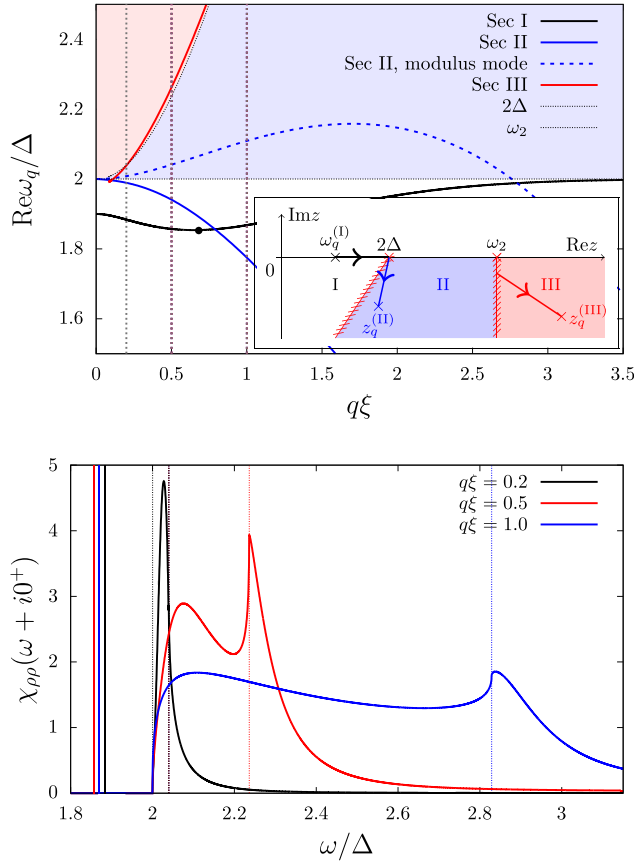 2.4
2.2
2
1.8
1.6
Reω_q/Δ
Sec I
Sec II
Sec II, modulus mode
Sec III
2Δ
ω₂
Imz
ω_q^(I)
2Δ
ω₂
Rez
0
I
II
III
z_q^(II)
z_q^(III)
0 0.5 1 1.5 2 2.5 3 3.5
qξ
5
4
3
2
1
0
χ_ρρ(ω + i0⁺)
qξ = 0.2
qξ = 0.5
qξ = 1.0
1.8 2 2.2 2.4 2.6 2.8 3
ω/Δ